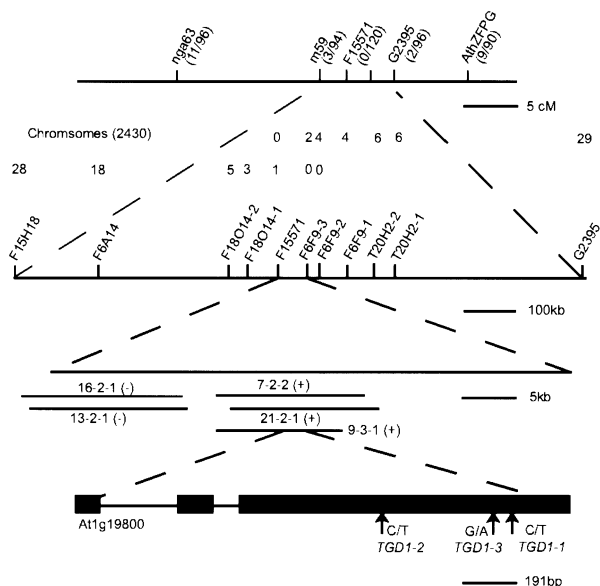 nga63 (11/96)
m59 (3/94)
F15571 (0/120)
G2395 (2/96)
AthZFPG (9/90)
5 cM
Chromsomes (2430)
0 2 4 4 6 6 29
28 18 5 3 1 0 0
F15H18
F6A14
F18O14-2
F18O14-1
F15571
F6F9-3
F6F9-2
F6F9-1
T20H2-2
T20H2-1
G2395
100kb
16-2-1 (-)
7-2-2 (+)
5kb
13-2-1 (-)
21-2-1 (+)
9-3-1 (+)
At1g19800
C/T
TGD1-2
G/A
TGD1-3
C/T
TGD1-1
191bp